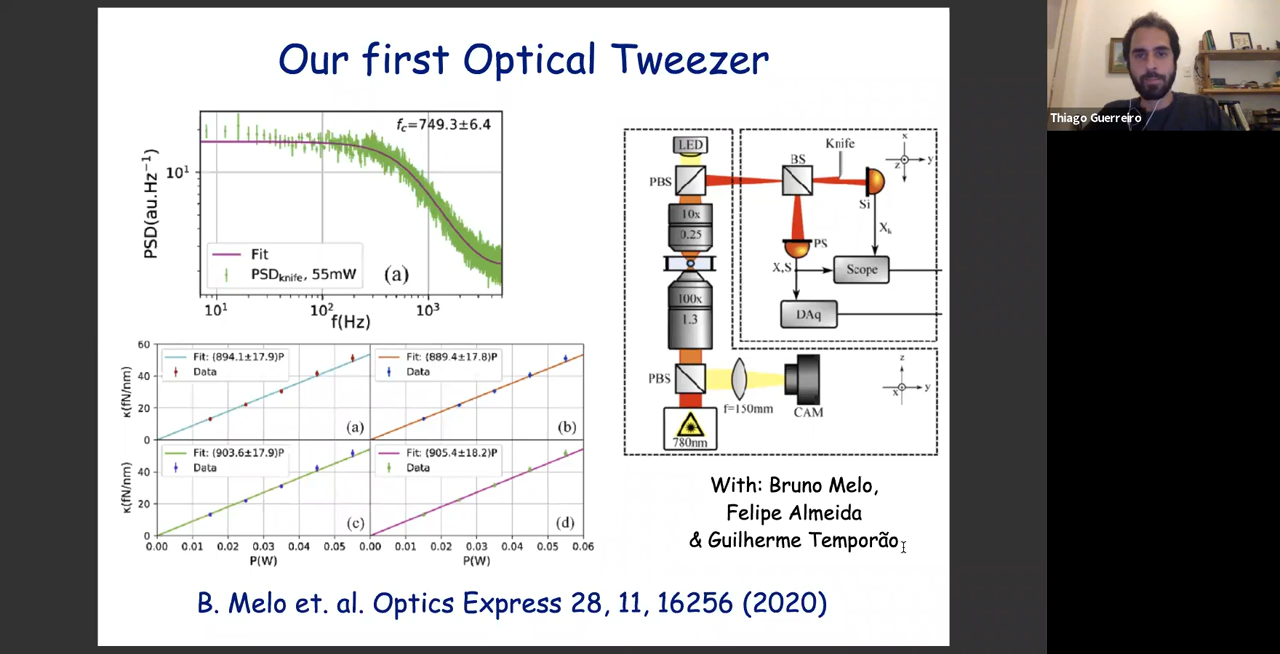 Our first Optical Tweezer
Thiago Guerreiro
f_c=749.3±6.4
PSD(au.Hz⁻¹)
10¹
Fit
PSD_knife, 55mW
(a)
10¹ 10² 10³
f(Hz)
LED
PBS
10x
0.25
100x
1.3
PBS
780nm
f=150mm
CAM
BS
Knife
Si
X_k
PS
X,S
Scope
DAq
x
z
y
z
x
y
60
40
20
0
κ(fN/nm)
Fit: (894.1±17.9)P
Data
(a)
Fit: (889.4±17.8)P
Data
(b)
40
20
0
κ(fN/nm)
Fit: (903.6±17.9)P
Data
(c)
Fit: (905.4±18.2)P
Data
(d)
0.00 0.01 0.02 0.03 0.04 0.05 0.00 0.01 0.02 0.03 0.04 0.05 0.06
P(W) P(W)
With: Bruno Melo,
Felipe Almeida
& Guilherme Temporão
B. Melo et. al. Optics Express 28, 11, 16256 (2020)